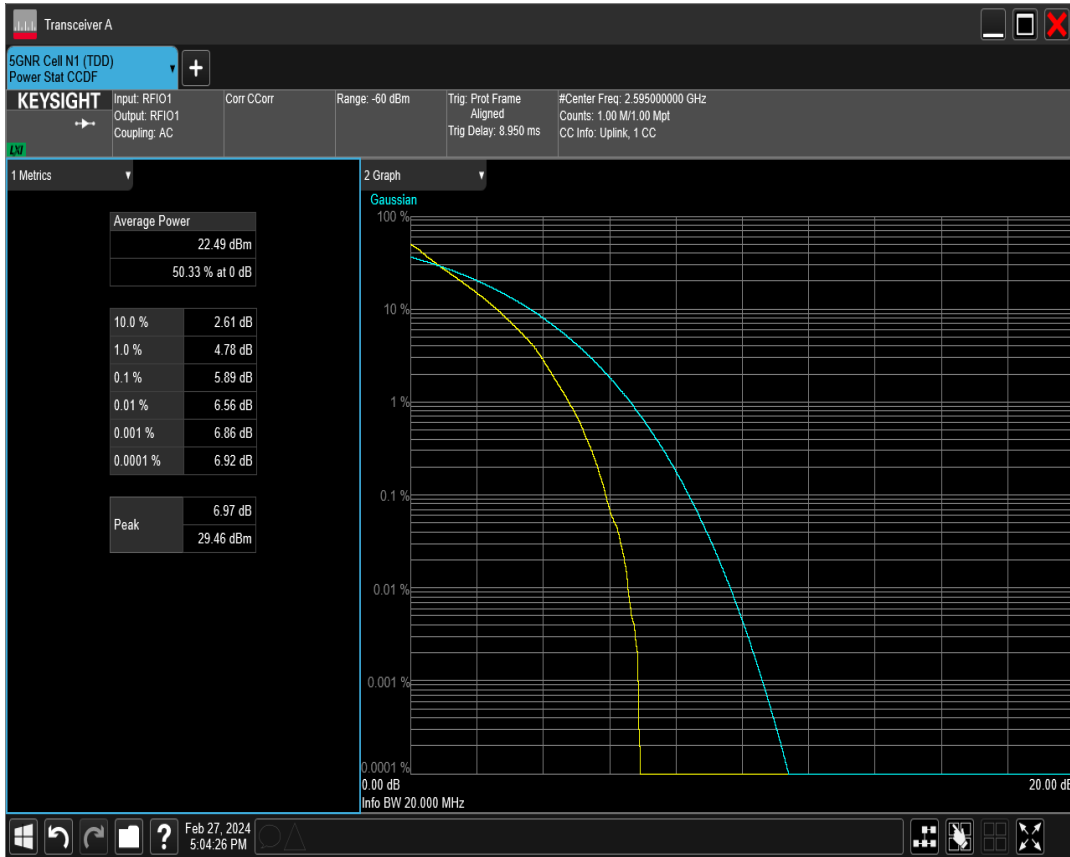 Transceiver A
5GNR Cell N1 (TDD)
Power Stat CCDF
+
KEYSIGHT
LXI
Input: RFIO1
Output: RFIO1
Coupling: AC
Corr CCorr
Range: -60 dBm
Trig: Prot Frame
Aligned
Trig Delay: 8.950 ms
#Center Freq: 2.595000000 GHz
Counts: 1.00 M/1.00 Mpt
CC Info: Uplink, 1 CC
1 Metrics
Average Power
22.49 dBm
50.33 % at 0 dB
10.0 % 2.61 dB
1.0 % 4.78 dB
0.1 % 5.89 dB
0.01 % 6.56 dB
0.001 % 6.86 dB
0.0001 % 6.92 dB
Peak 6.97 dB
29.46 dBm
2 Graph
Gaussian
100 %
10 %
1 %
0.1 %
0.01 %
0.001 %
0.0001 %
0.00 dB 20.00 dB
Info BW 20.000 MHz
?
Feb 27, 2024
5:04:26 PM